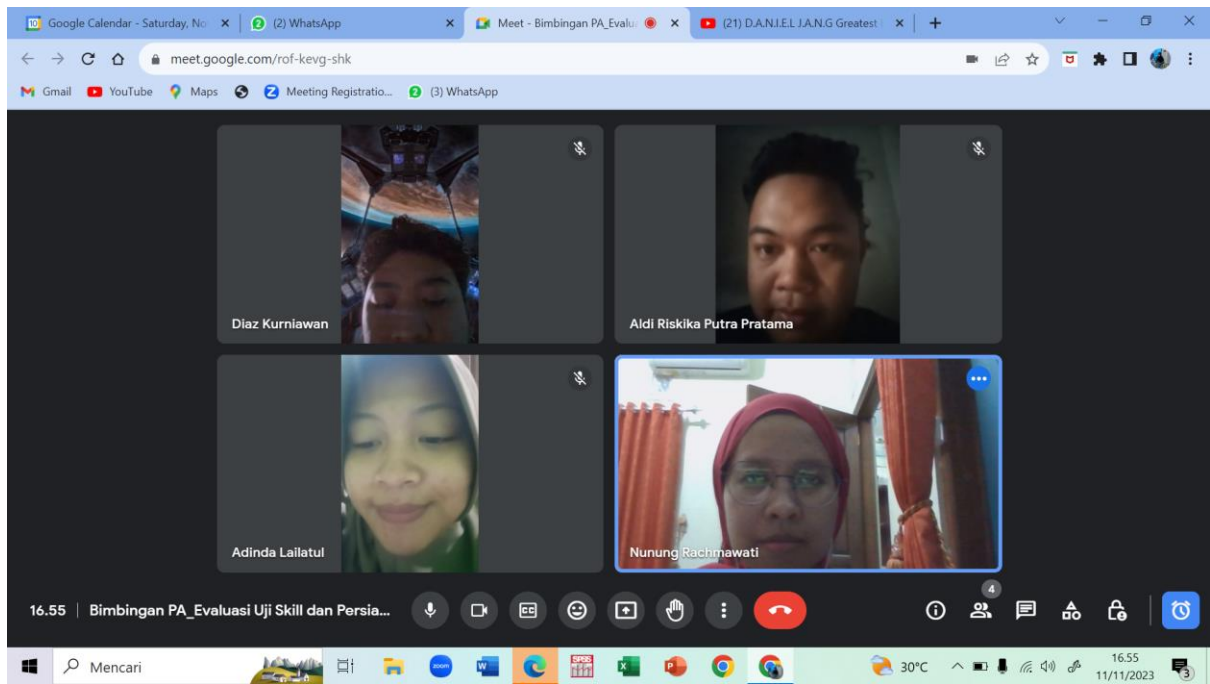 Google Calendar - Saturday, No
(2) WhatsApp
Meet - Bimbingan PA_Evalua
(21) D.A.N.I.E.L J.A.N.G Greatest
meet.google.com/rof-kevg-shk
Gmail
YouTube
Maps
Meeting Registratio...
(3) WhatsApp
Diaz Kurniawan
Aldi Riskika Putra Pratama
Adinda Lailatul
Nunung Rachmawati
16.55 | Bimbingan PA_Evaluasi Uji Skill dan Persia...
4
Mencari
30°C
16.55
11/11/2023
3